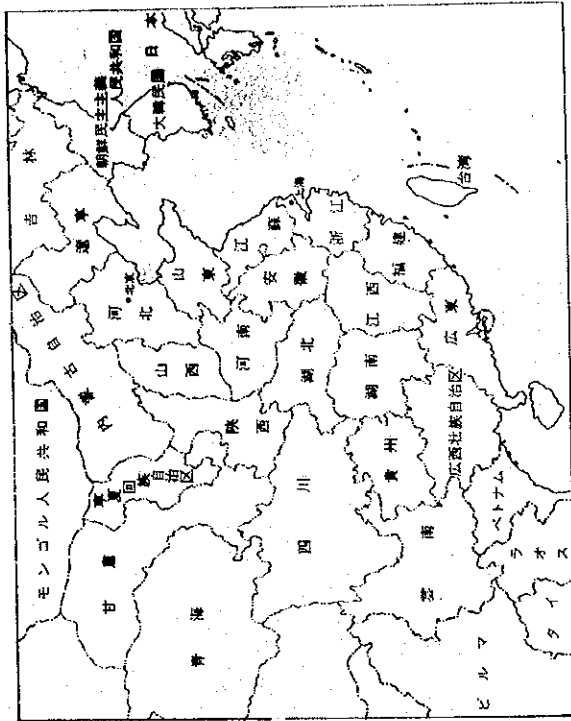 モンゴル人民共和国
内蒙古自治区
吉林
遼寧
朝鮮民主主義
人民共和国
大韓民国
日本
甘肅
寧夏
回族自治区
陝西
山西
河北
北京
山東
青海
四川
河南
湖北
安徽
江蘇
上海
浙江
江西
湖南
貴州
雲南
福建
広東
広西壮族自治区
台湾
ビルマ
タイ
ラオス
ベトナム